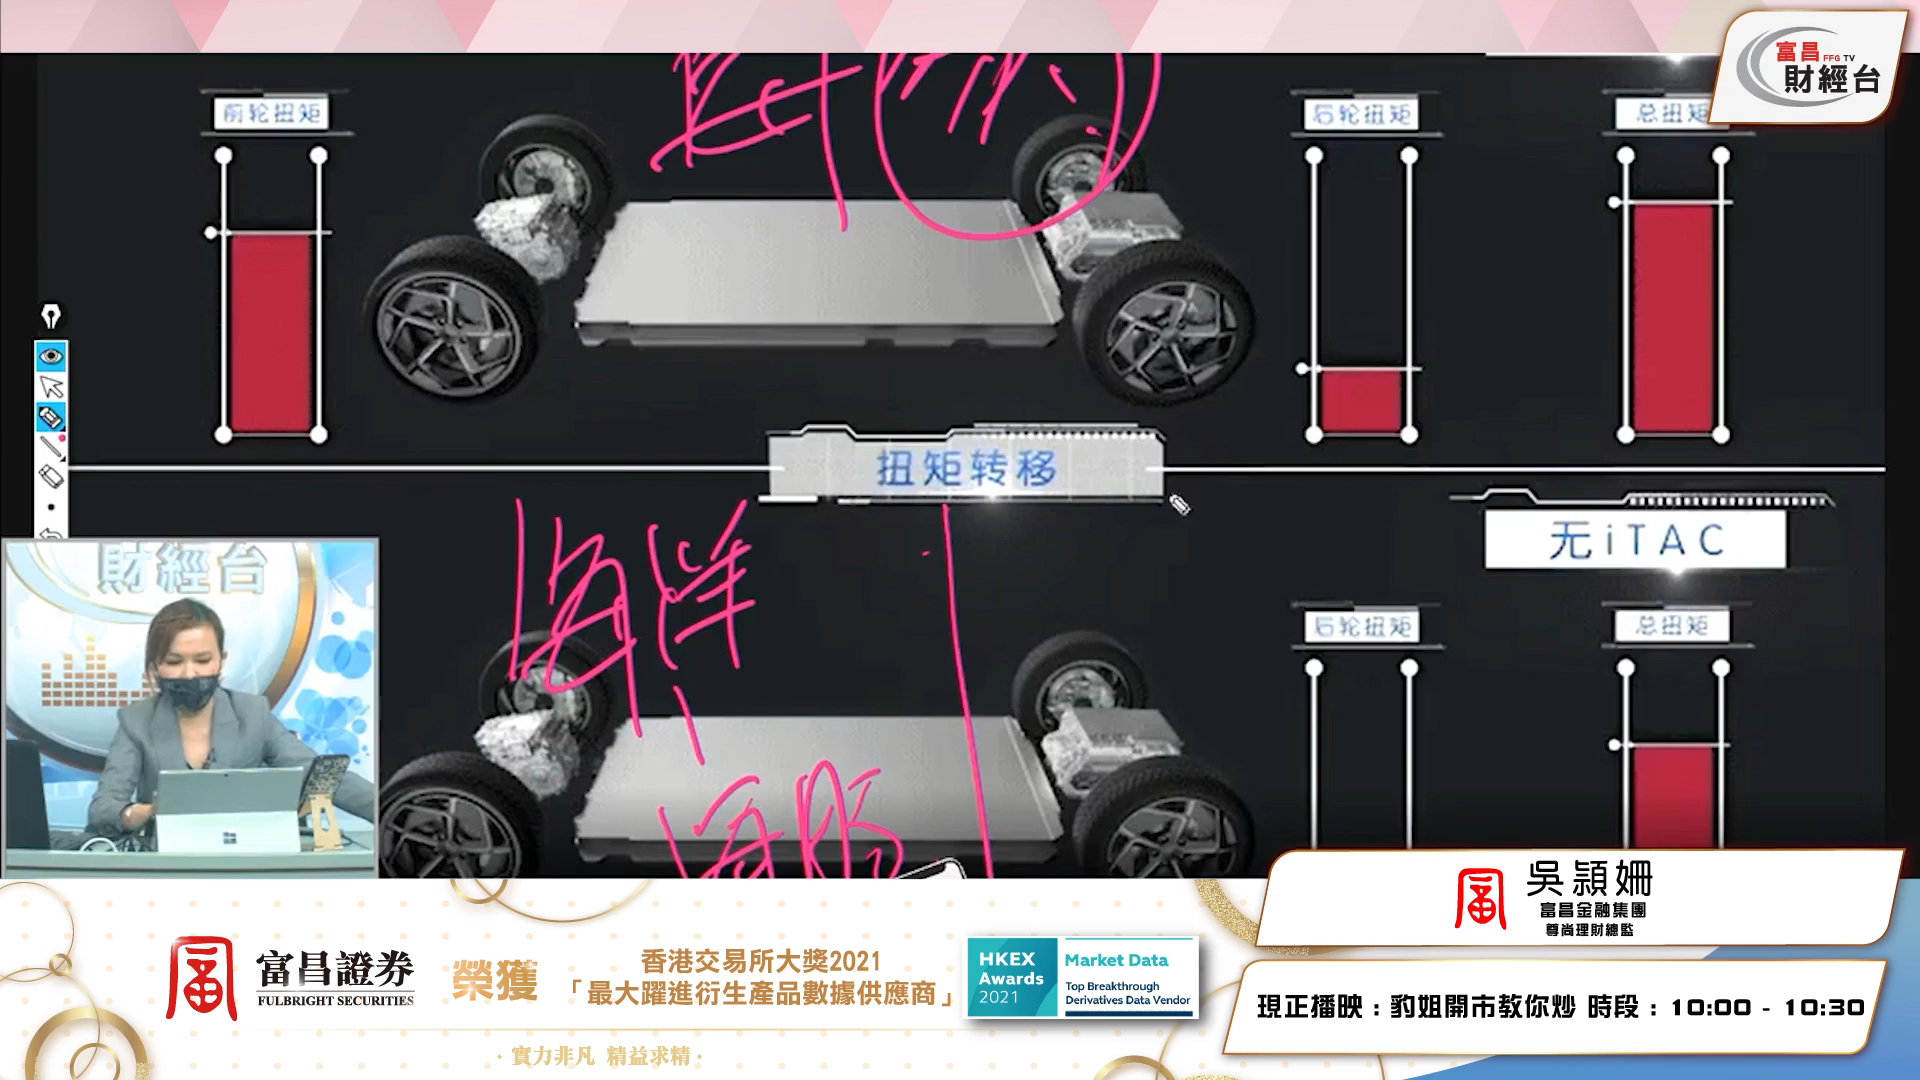 富昌 FFG TV
財經台
前轮扭矩
后轮扭矩
总扭矩
扭矩转移
无iTAC
海洋
后轮扭矩
总扭矩
財經台
海豚
吳穎姍
富昌金融集團
尊尚理財總監
富昌證券
FULBRIGHT SECURITIES
榮獲
香港交易所大獎2021
「最大躍進衍生產品數據供應商」
HKEX
Awards
2021
Market Data
Top Breakthrough
Derivatives Data Vendor
現正播映：豹姐開市教你炒 時段：10:00 - 10:30
·實力非凡 精益求精·